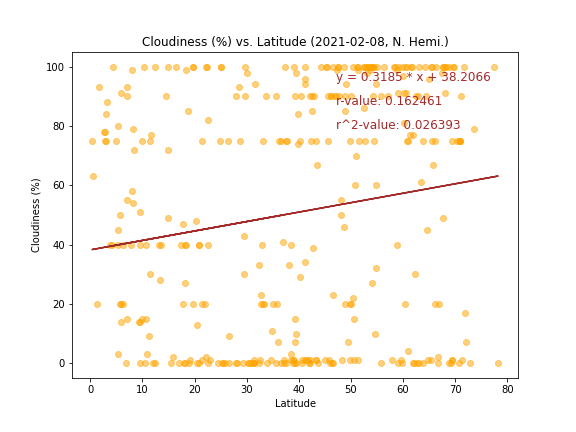 Cloudiness (%) vs. Latitude (2021-02-08, N. Hemi.)
100
80
60
40
20
0
Cloudiness (%)
y = 0.3185 * x + 38.2066
r-value: 0.162461
r^2-value: 0.026393
0 10 20 30 40 50 60 70 80
Latitude